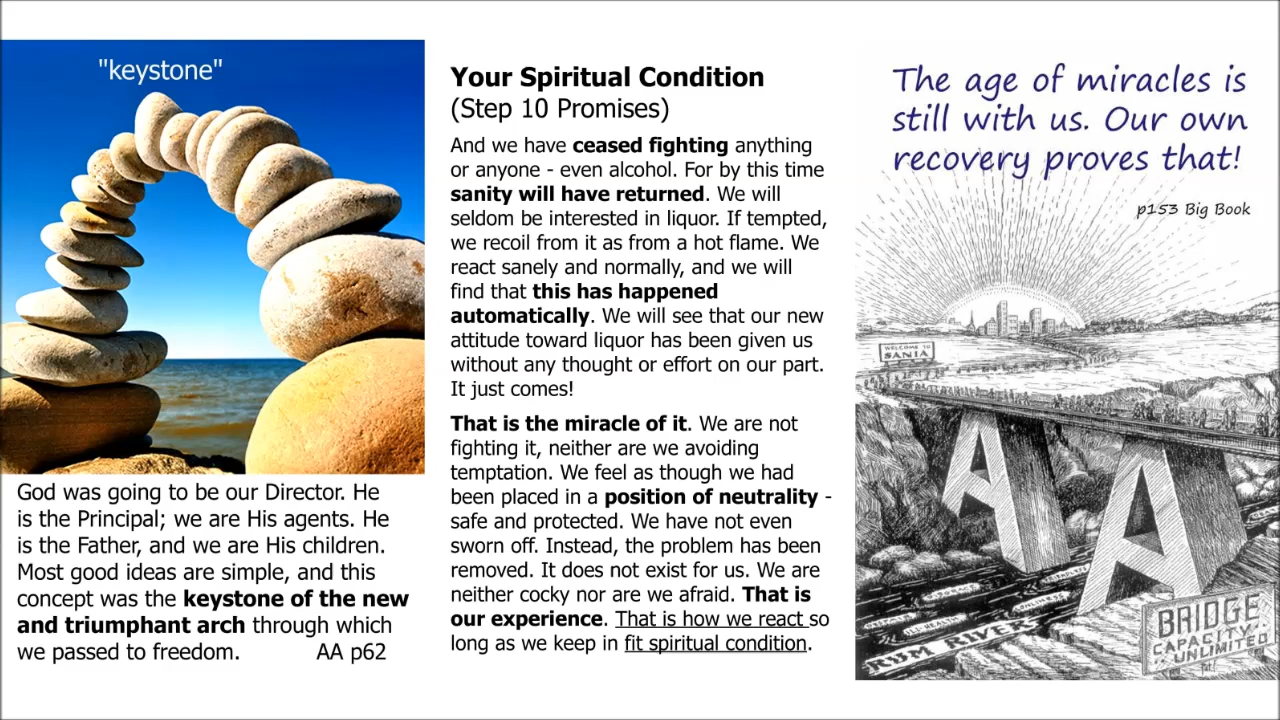 "keystone"
God was going to be our Director. He
is the Principal; we are His agents. He
is the Father, and we are His children.
Most good ideas are simple, and this
concept was the keystone of the new
and triumphant arch through which
we passed to freedom. AA p62
Your Spiritual Condition
(Step 10 Promises)
And we have ceased fighting anything
or anyone - even alcohol. For by this time
sanity will have returned. We will
seldom be interested in liquor. If tempted,
we recoil from it as from a hot flame. We
react sanely and normally, and we will
find that this has happened
automatically. We will see that our new
attitude toward liquor has been given us
without any thought or effort on our part.
It just comes!
That is the miracle of it. We are not
fighting it, neither are we avoiding
temptation. We feel as though we had
been placed in a position of neutrality -
safe and protected. We have not even
sworn off. Instead, the problem has been
removed. It does not exist for us. We are
neither cocky nor are we afraid. That is
our experience. That is how we react so
long as we keep in fit spiritual condition.
The age of miracles is
still with us. Our own
recovery proves that!
p153 Big Book
WELCOME TO
SANIA
AA
RUM RIVER
BRIDGE
CAPACITY
UNLIMITED